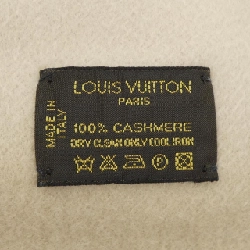 LOUIS VUITTON
PARIS
MADE IN
ITALY
100% CASHMERE
DRY CLEAN ONLY COOL IRON